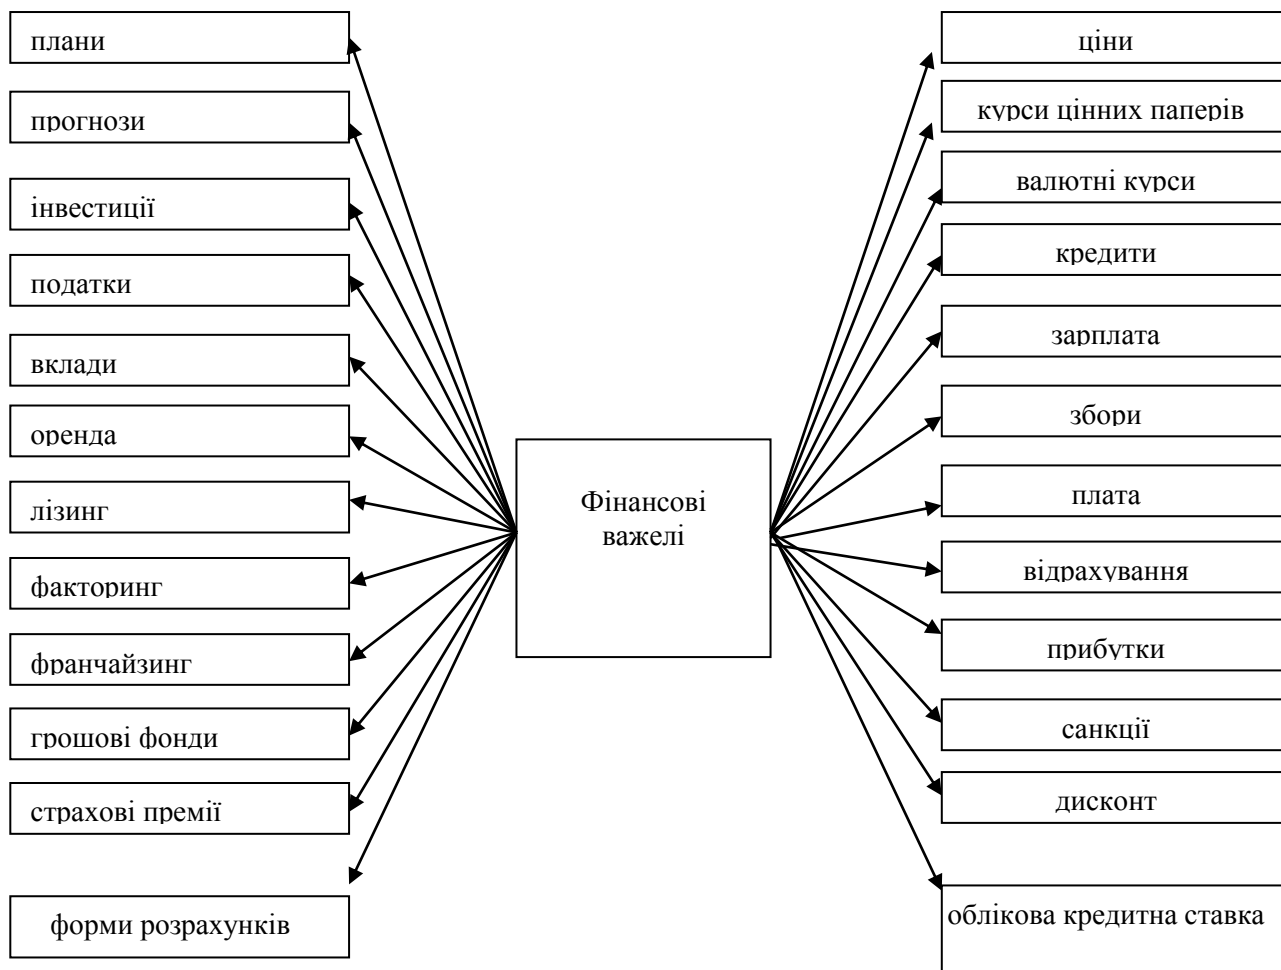 плани
прогнози
інвестиції
податки
вклади
оренда
лізинг
факторинг
франчайзинг
грошові фонди
страхові премії
форми розрахунків
Фінансові
важелі
ціни
курси цінних паперів
валютні курси
кредити
зарплата
збори
плата
відрахування
прибутки
санкції
дисконт
облікова кредитна ставка